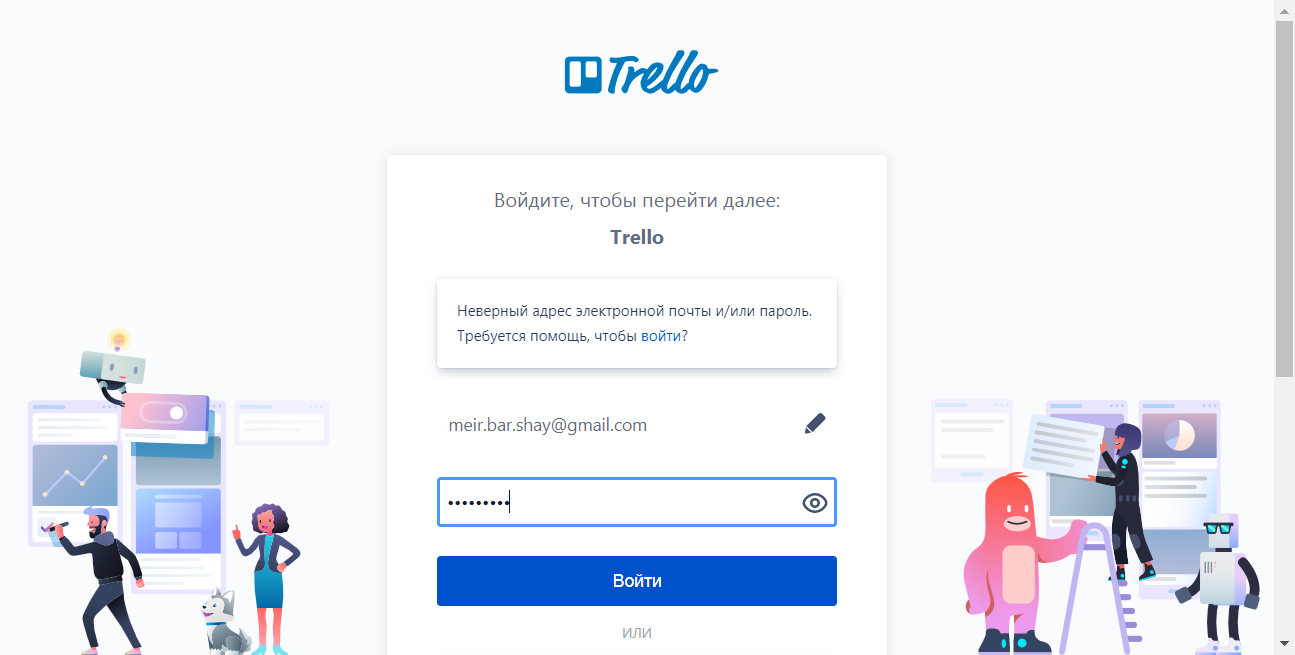 Trello
Войдите, чтобы перейти далее:
Trello
Неверный адрес электронной почты и/или пароль.
Требуется помощь, чтобы войти?
meir.bar.shay@gmail.com
•••••••••
Войти
ИЛИ